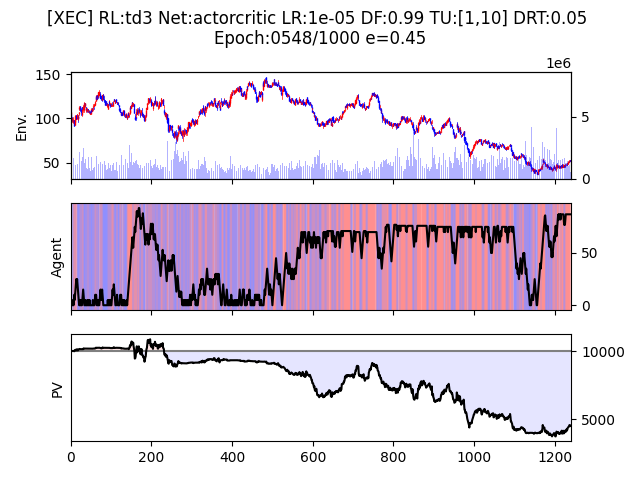 [XEC] RL:td3 Net:actorcritic LR:1e-05 DF:0.99 TU:[1,10] DRT:0.05
Epoch:0548/1000 e=0.45
1e6
150
100
50
Env.
5
0
Agent
50
0
PV
10000
5000
0 200 400 600 800 1000 1200